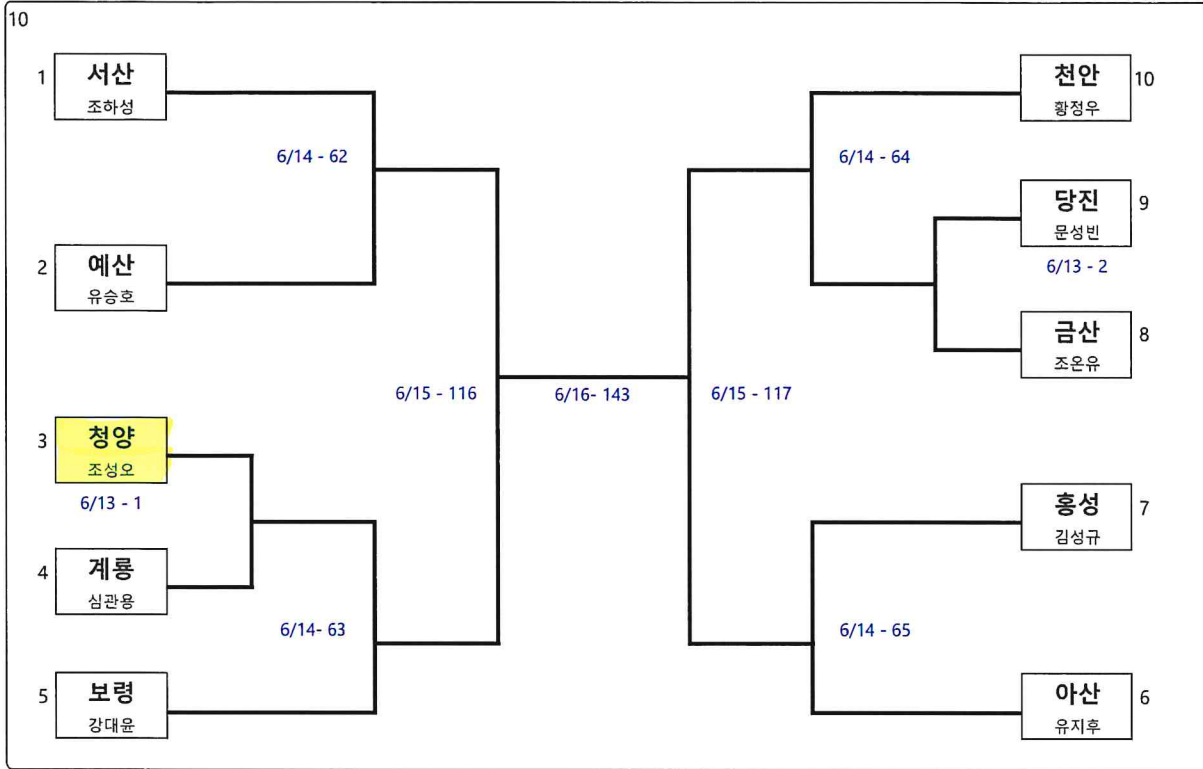 10
1
서산
조하성
6/14 - 62
2
예산
유승호
3
청양
조성오
6/13 - 1
4
계룡
심관용
6/14- 63
5
보령
강대윤
6/15 - 116
6/16- 143
6/15 - 117
천안
10
황정우
6/14 - 64
당진
9
문성빈
6/13 - 2
금산
8
조온유
홍성
7
김성규
6/14 - 65
아산
6
유지후